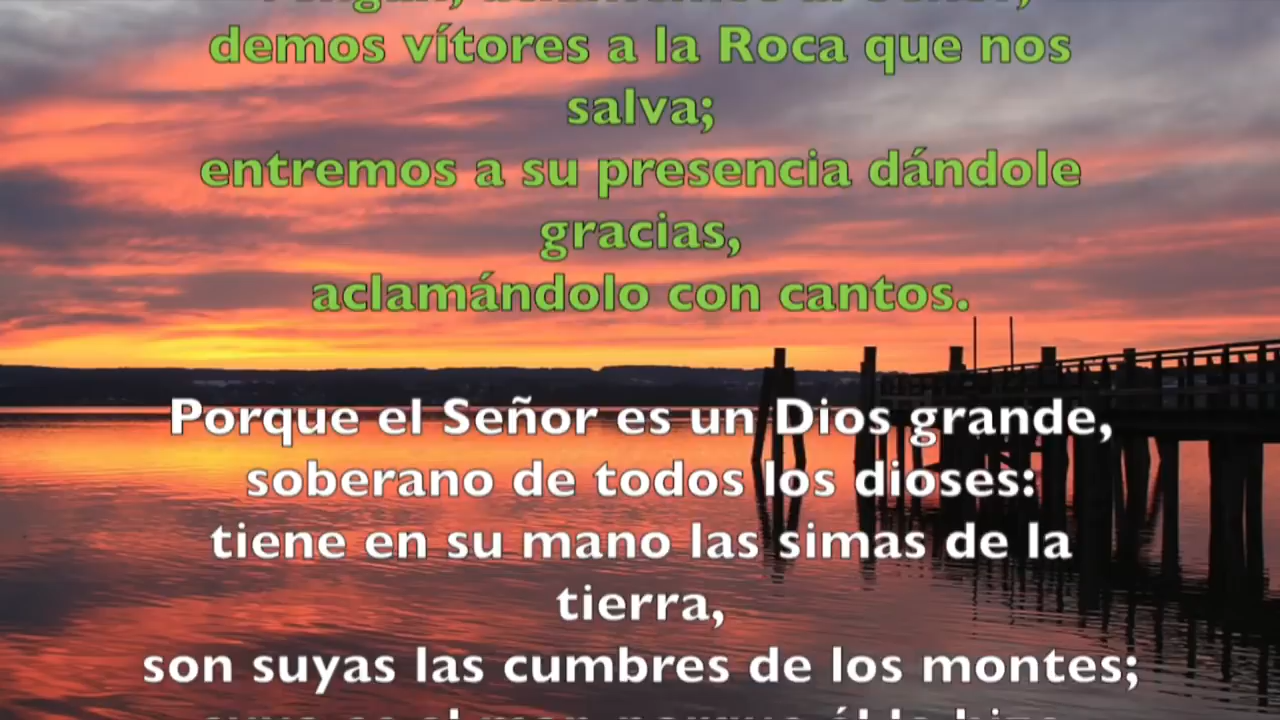 demos vítores a la Roca que nos
salva;
entremos a su presencia dándole
gracias,
aclamándolo con cantos.
Porque el Señor es un Dios grande,
soberano de todos los dioses:
tiene en su mano las simas de la
tierra,
son suyas las cumbres de los montes;